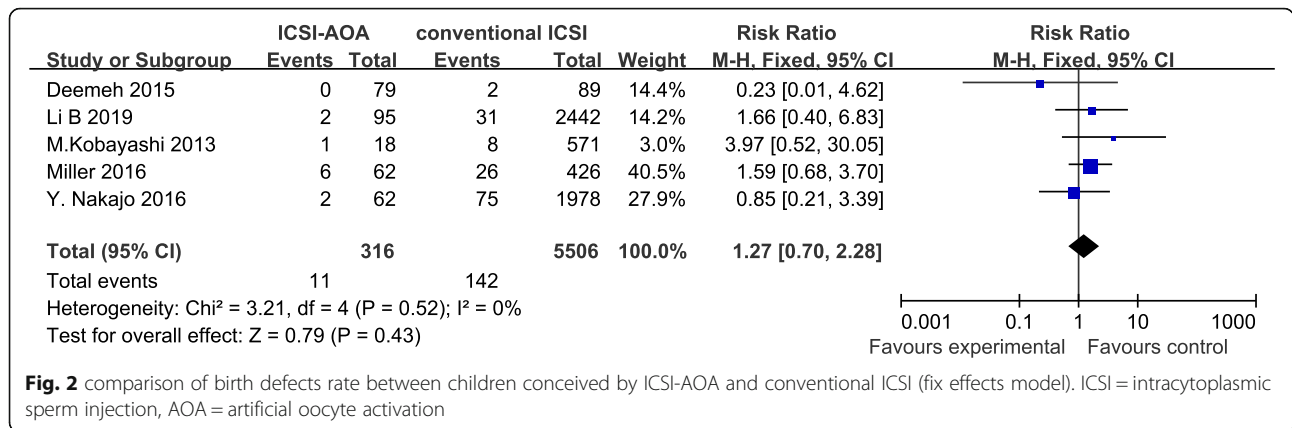 ICSI-AOA conventional ICSI Risk Ratio Risk Ratio
Study or Subgroup Events Total Events Total Weight M-H, Fixed, 95% CI M-H, Fixed, 95% CI
Deemeh 2015 0 79 2 89 14.4% 0.23 [0.01, 4.62]
Li B 2019 2 95 31 2442 14.2% 1.66 [0.40, 6.83]
M.Kobayashi 2013 1 18 8 571 3.0% 3.97 [0.52, 30.05]
Miller 2016 6 62 26 426 40.5% 1.59 [0.68, 3.70]
Y. Nakajo 2016 2 62 75 1978 27.9% 0.85 [0.21, 3.39]
Total (95% CI) 316 5506 100.0% 1.27 [0.70, 2.28]
Total events 11 142
Heterogeneity: Chi² = 3.21, df = 4 (P = 0.52); I² = 0%
Test for overall effect: Z = 0.79 (P = 0.43)
0.001 0.1 1 10 1000
Favours experimental Favours control
Fig. 2 comparison of birth defects rate between children conceived by ICSI-AOA and conventional ICSI (fix effects model). ICSI = intracytoplasmic
sperm injection, AOA = artificial oocyte activation